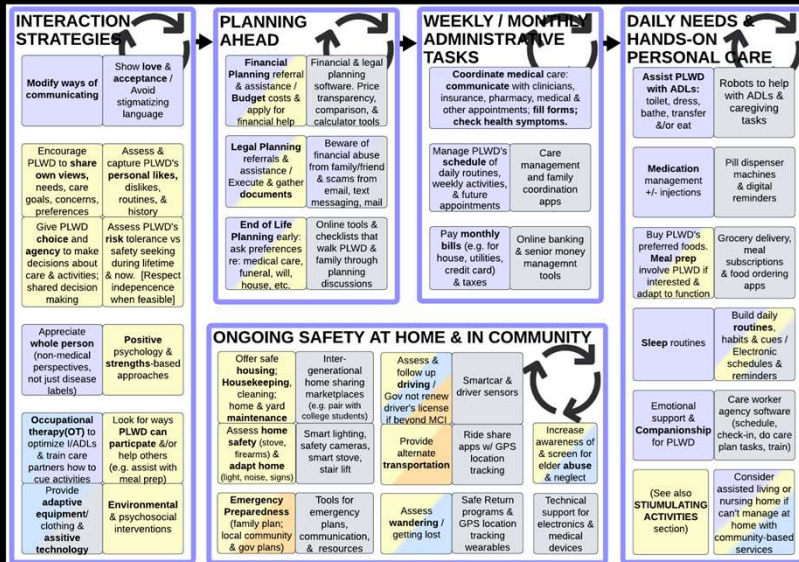 INTERACTION
STRATEGIES
Modify ways of
communicating
Show love &
acceptance /
Avoid
stigmatizing
language
Encourage
PLWD to share
own views,
needs, care
goals, concerns,
preferences
Assess &
capture PLWD's
personal likes,
dislikes,
routines, &
history
Give PLWD
choice and
agency to make
decisions about
care & activities;
shared decision
making
Assess PLWD's
risk tolerance vs
safety seeking
during lifetime
& now. [Respect
indepencence
when feasible]
Appreciate
whole person
(non-medical
perspectives,
not just disease
labels)
Positive
psychology &
strengths-based
approaches
Occupational
therapy(OT) to
optimize I/ADLs
& train care
partners how to
cue activities
Look for ways
PLWD can
particpate &/or
help others
(e.g. assist with
meal prep)
Provide
adaptive
equipment/
clothing &
assitive
technology
Environmental
& psychosocial
interventions
PLANNING
AHEAD
Financial
Planning referral
& assistance /
Budget costs &
apply for
financial help
Financial & legal
planning
software. Price
transparency,
comparison, &
calculator tools
Legal Planning
referrals &
assistance /
Execute & gather
documents
Beware of
financial abuse
from family/friend
& scams from
email, text
messaging, mail
End of Life
Planning early:
ask preferences
re: medical care,
funeral, will,
house, etc.
Online tools &
checklists that
walk PLWD &
family through
planning
discussions
WEEKLY / MONTHLY
ADMINISTRATIVE
TASKS
Coordinate medical care:
communicate with clinicians,
insurance, pharmacy, medical &
other appointments; fill forms;
check health symptoms.
Manage PLWD's
schedule of
daily routines,
weekly activities,
& future
appointments
Care
management
and family
coordination
apps
Pay monthly
bills (e.g. for
house, utilities,
credit card)
& taxes
Online banking
& senior money
managemnt
tools
DAILY NEEDS &
HANDS-ON
PERSONAL CARE
Assist PLWD
with ADLs:
toilet, dress,
bathe, transfer
&/or eat
Robots to help
with ADLs &
caregiving
tasks
Medication
management
+/- injections
Pill dispenser
machines
& digital
reminders
Buy PLWD's
preferred foods.
Meal prep
involve PLWD if
interested &
adapt to function
Grocery delivery,
meal
subscriptions &
food ordering
apps
Sleep routines
Build daily
routines,
habits & cues /
Electronic
schedules &
reminders
Emotional
support &
Companionship
for PLWD
Care worker
agency software
(schedule,
check-in, do care
plan tasks, train)
(See also
STIUMULATING
ACTIVITIES
section)
Consider
assisted living or
nursing home if
can't manage at
home with
community-based
services
ONGOING SAFETY AT HOME & IN COMMUNITY
Offer safe
housing;
Housekeeping,
cleaning;
home & yard
maintenance
Inter-
generational
home sharing
marketplaces
(e.g. pair with
college students)
Assess &
follow up
driving /
Gov not renew
driver's license if
beyond MCI
Smartcar &
driver sensors
Assess home
safety (stove,
firearms) &
adapt home
(light, noise, signs)
Smart lighting,
safety cameras,
smart stove,
stair lift
Provide
alternate
transportation
Ride share
apps w/ GPS
location
tracking
Increase
awareness of
& screen for
elder abuse
& neglect
Emergency
Preparedness
(family plan;
local community
& gov plans)
Tools for
emergency
plans,
communication,
& resources
Assess
wandering /
getting lost
Safe Return
programs &
GPS location
tracking
wearables
Technical
support for
electronics &
medical
devices